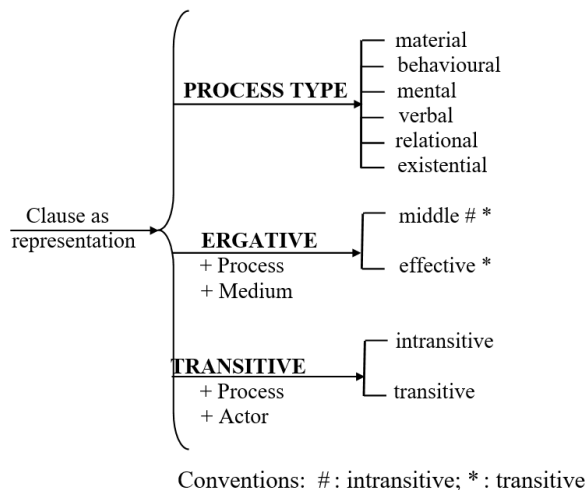 PROCESS TYPE
material
behavioural
mental
verbal
relational
existential
Clause as
representation
ERGATIVE
+ Process
+ Medium
middle # *
effective *
TRANSITIVE
+ Process
+ Actor
intransitive
transitive
Conventions: # : intransitive; * : transitive